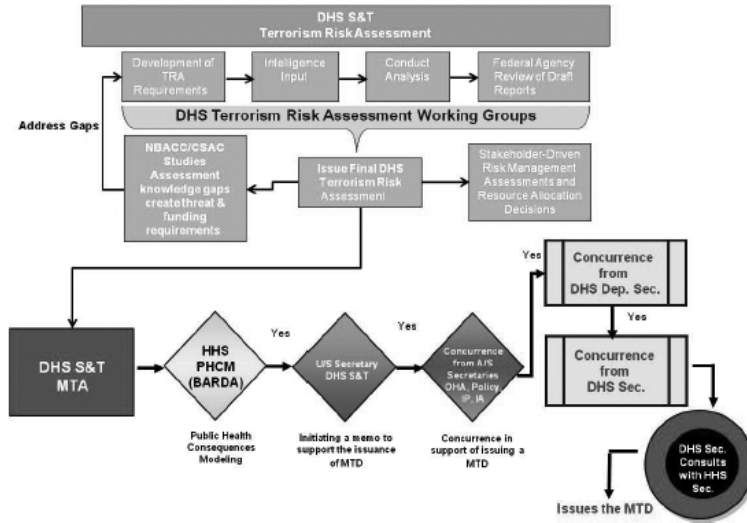 DHS S&T
Terrorism Risk Assessment
Development of
TRA
Requirements
Intelligence
Input
Conduct
Analysis
Federal Agency
Review of Draft
Reports
Address Gaps
DHS Terrorism Risk Assessment Working Groups
NBACC/CSAC
Studies
Assessment
knowledge gaps
create threat &
funding
requirements
Issue Final DHS
Terrorism Risk
Assessment
Stakeholder-Driven
Risk Management
Assessments and
Resource Allocation
Decisions
Yes
Concurrence
from
DHS Dep. Sec.
Yes
DHS S&T
MTA
HHS
PHCM
(BARDA)
Yes
U/S Secretary
DHS S&T
Yes
Concurrence
from A/S
Secretaries
OHA, Policy,
IP, IA
Concurrence
from
DHS Sec.
Public Health
Consequences
Modeling
Initiating a memo to
support the issuance
of MTD
Concurrence in
support of issuing a
MTD
DHS Sec.
Consults
with HHS
Sec.
Issues the MTD